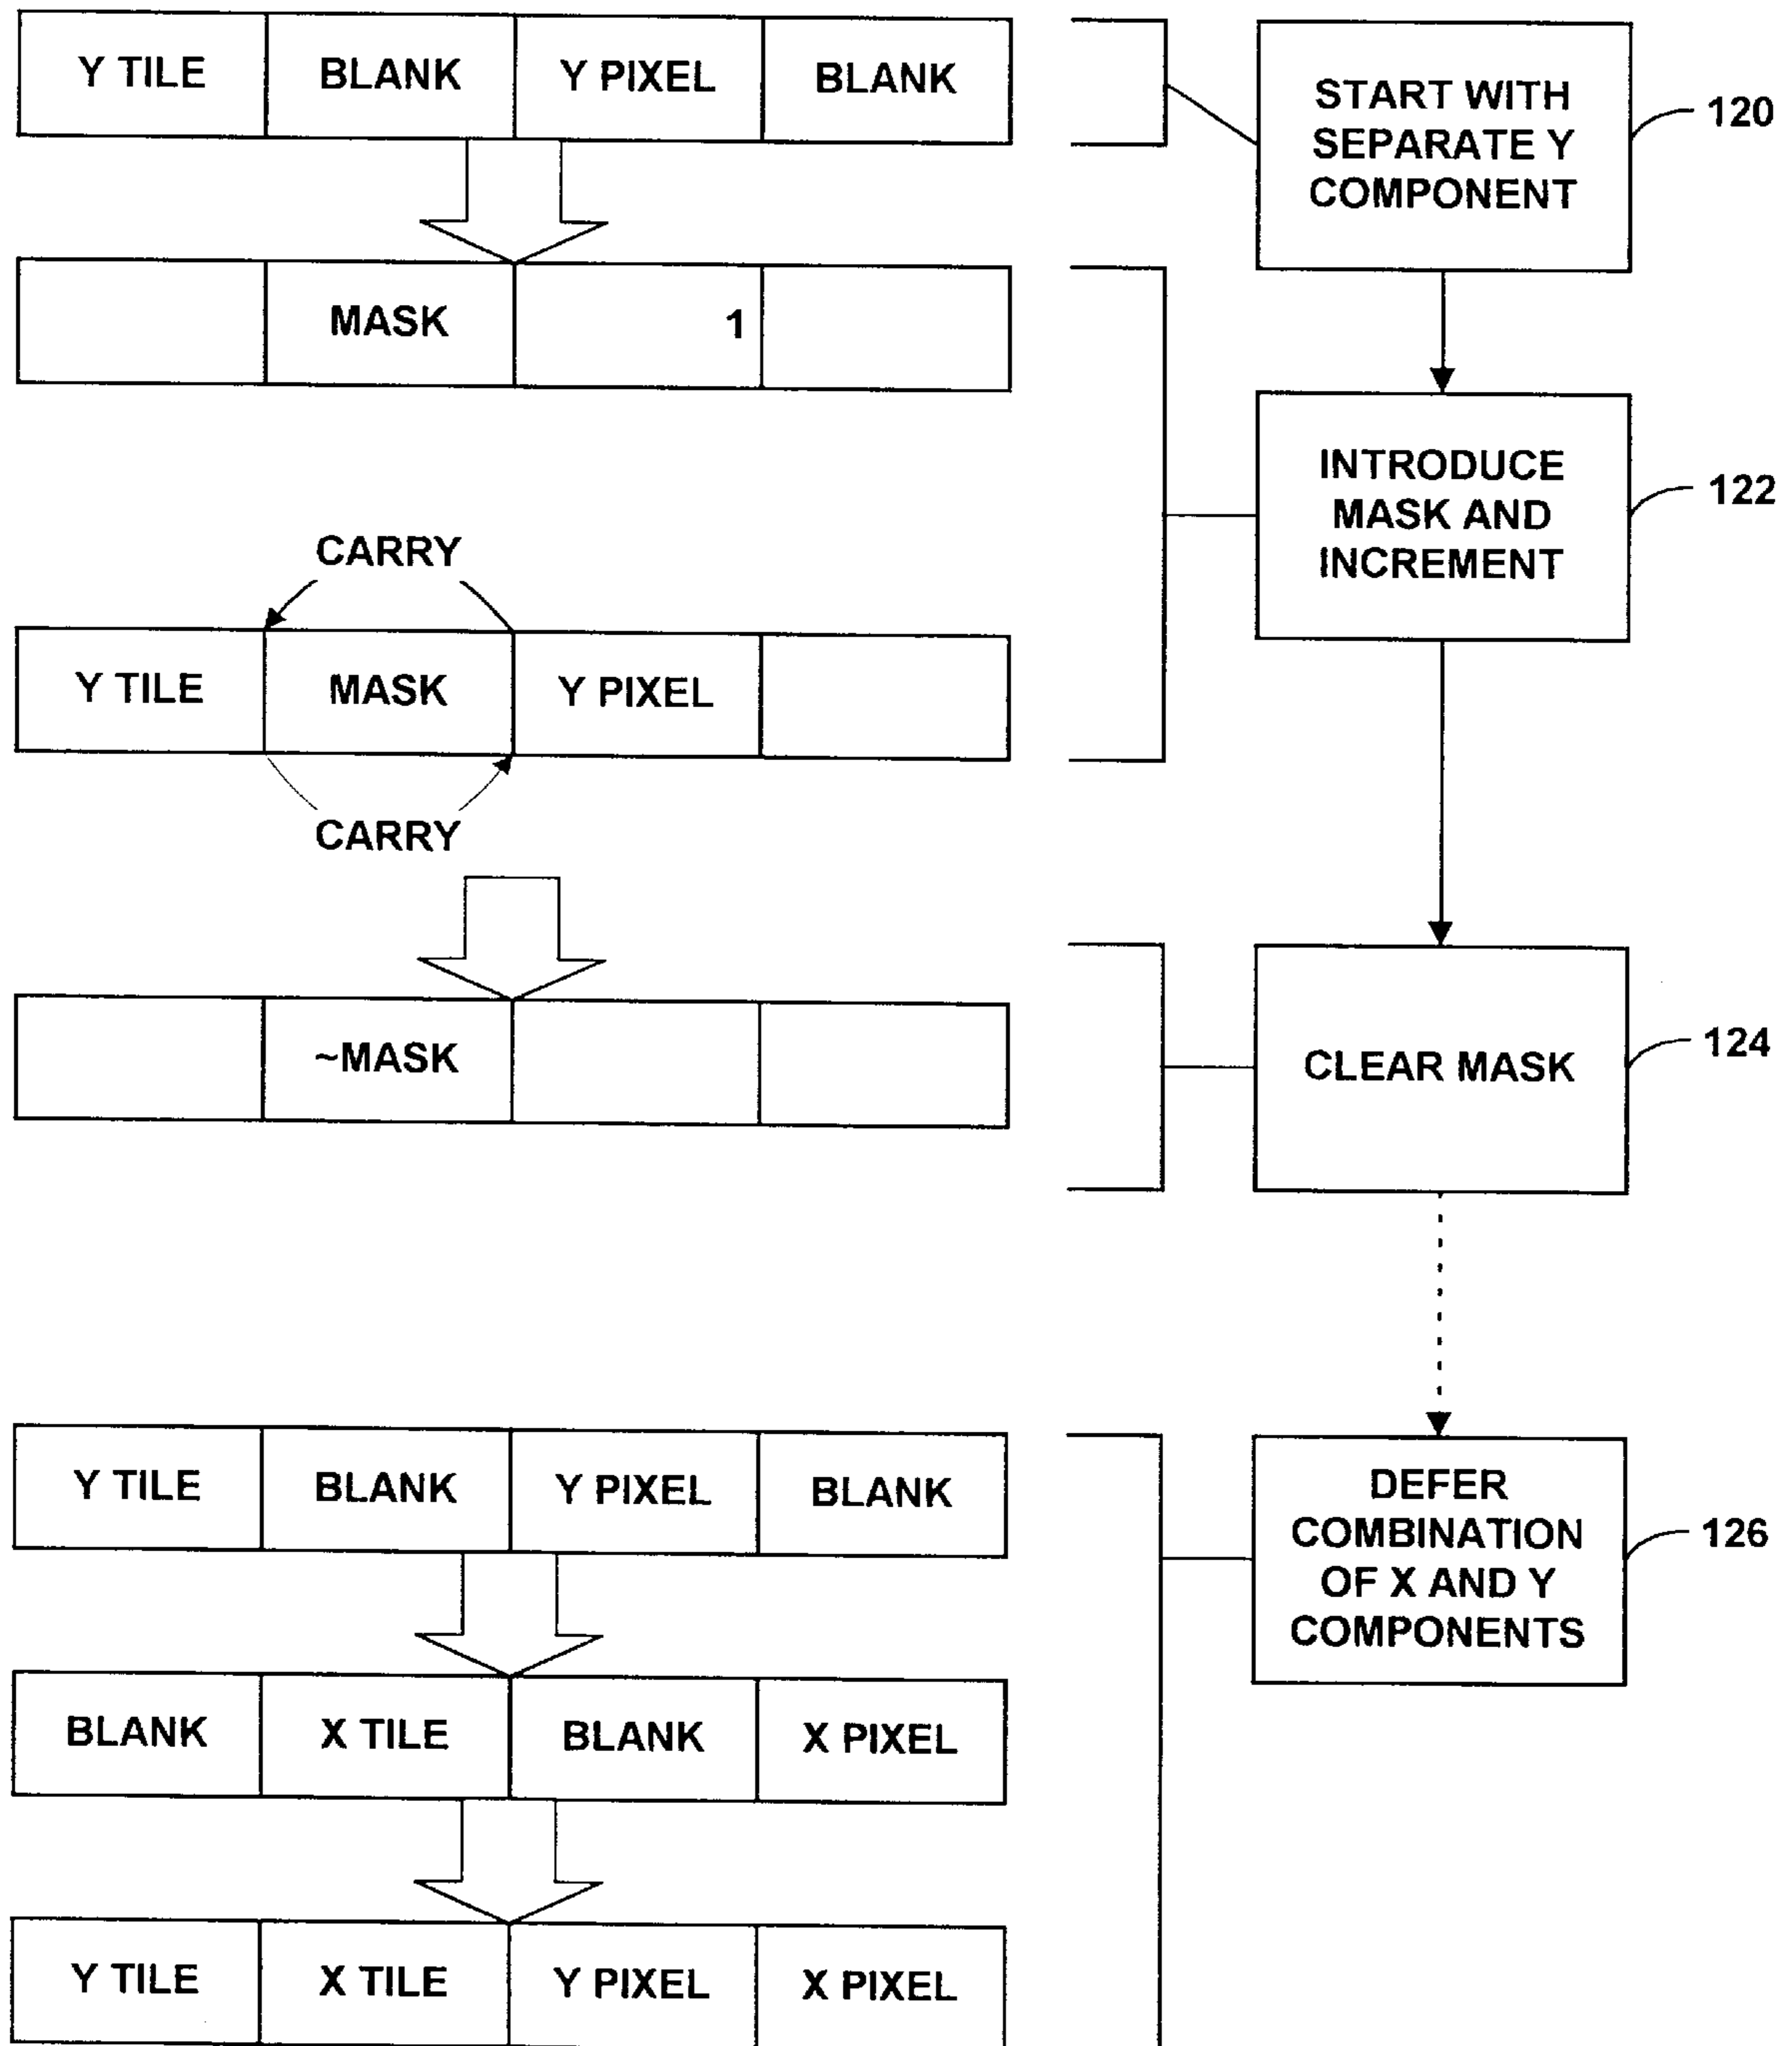 Y TILE BLANK Y PIXEL BLANK
START WITH
SEPARATE Y
COMPONENT
120
MASK 1
INTRODUCE
MASK AND
INCREMENT
122
CARRY
Y TILE MASK Y PIXEL
CARRY
~MASK
CLEAR MASK
124
Y TILE BLANK Y PIXEL BLANK
DEFER
COMBINATION
OF X AND Y
COMPONENTS
126
BLANK X TILE BLANK X PIXEL
Y TILE X TILE Y PIXEL X PIXEL